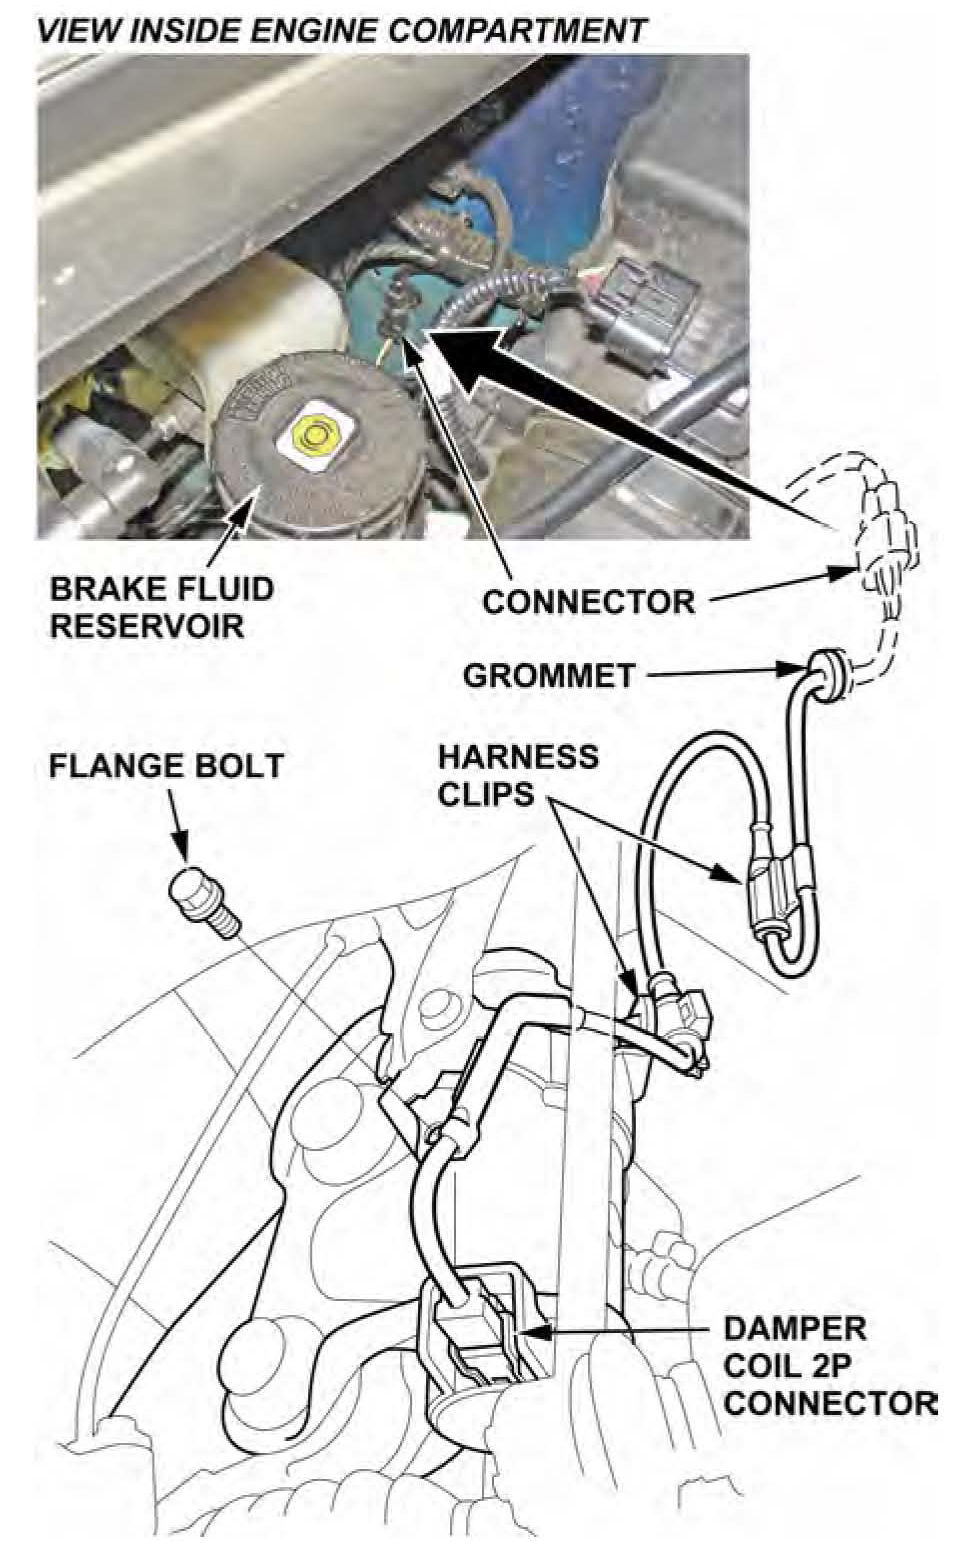 VIEW INSIDE ENGINE COMPARTMENT
BRAKE FLUID
RESERVOIR
CONNECTOR
GROMMET
FLANGE BOLT
HARNESS
CLIPS
DAMPER
COIL 2P
CONNECTOR